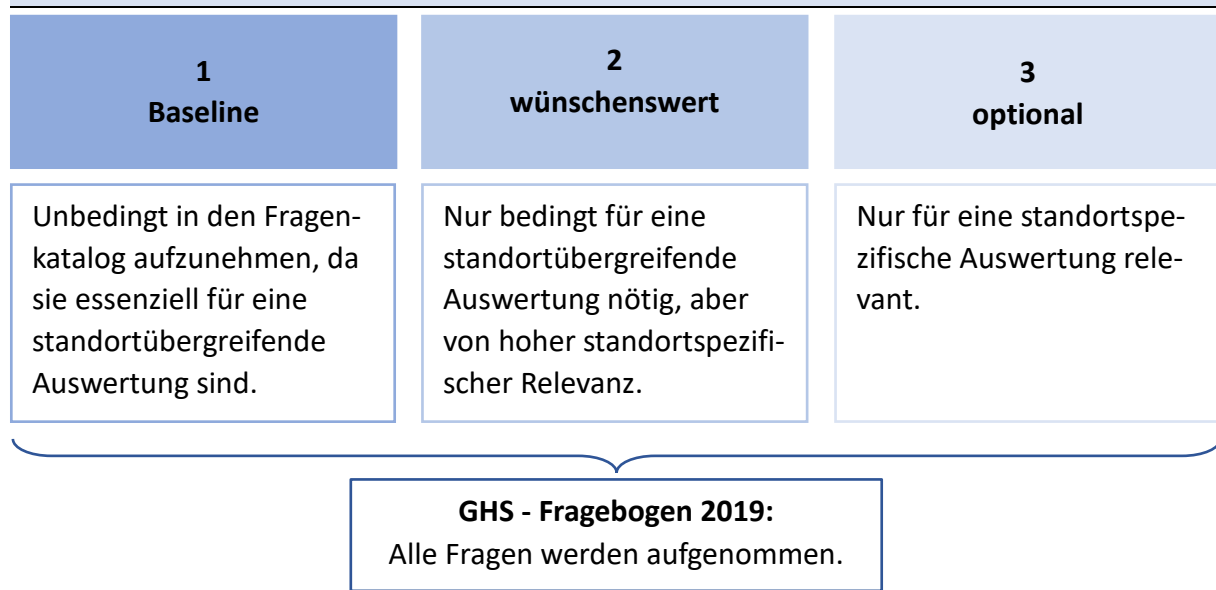 1
Baseline
2
wünschenswert
3
optional
Unbedingt in den Fragen-
katalog aufzunehmen, da
sie essenziell für eine
standortübergreifende
Auswertung sind.
Nur bedingt für eine
standortübergreifende
Auswertung nötig, aber
von hoher standortspezifi-
scher Relevanz.
Nur für eine standortspe-
zifische Auswertung rele-
vant.
GHS - Fragebogen 2019:
Alle Fragen werden aufgenommen.